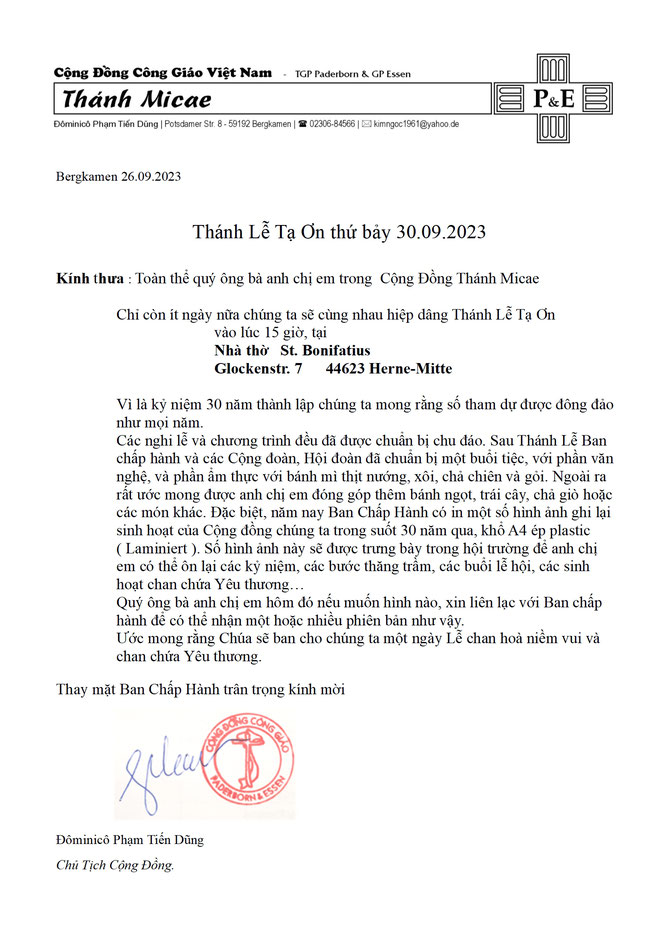 Cộng Đồng Công Giáo Việt Nam - TGP Paderborn & GP Essen
Thánh Micae
P&E
Đôminicô Phạm Tiến Dũng | Potsdamer Str. 8 - 59192 Bergkamen | ☎ 02306-84566 | ✉ kimngoc1961@yahoo.de
Bergkamen 26.09.2023
Thánh Lễ Tạ Ơn thứ bảy 30.09.2023
Kính thưa : Toàn thể quý ông bà anh chị em trong Cộng Đồng Thánh Micae
Chỉ còn ít ngày nữa chúng ta sẽ cùng nhau hiệp dâng Thánh Lễ Tạ Ơn
vào lúc 15 giờ, tại
Nhà thờ St. Bonifatius
Glockenstr. 7 44623 Herne-Mitte
Vì là kỷ niệm 30 năm thành lập chúng ta mong rằng số tham dự được đông đảo
như mọi năm.
Các nghi lễ và chương trình đều đã được chuẩn bị chu đáo. Sau Thánh Lễ Ban
chấp hành và các Cộng đoàn, Hội đoàn đã chuẩn bị một buổi tiệc, với phần văn
nghệ, và phần ẩm thực với bánh mì thịt nướng, xôi, chả chiên và gỏi. Ngoài ra
rất ước mong được anh chị em đóng góp thêm bánh ngọt, trái cây, chả giò hoặc
các món khác. Đặc biệt, năm nay Ban Chấp Hành có in một số hình ảnh ghi lại
sinh hoạt của Cộng đồng chúng ta trong suốt 30 năm qua, khổ A4 ép plastic
( Laminiert ). Số hình ảnh này sẽ được trưng bày trong hội trường để anh chị
em có thể ôn lại các kỷ niệm, các bước thăng trầm, các buổi lễ hội, các sinh
hoạt chan chứa Yêu thương…
Quý ông bà anh chị em hôm đó nếu muốn hình nào, xin liên lạc với Ban chấp
hành để có thể nhận một hoặc nhiều phiên bản như vậy.
Ước mong rằng Chúa sẽ ban cho chúng ta một ngày Lễ chan hoà niềm vui và
chan chứa Yêu thương.
Thay mặt Ban Chấp Hành trân trọng kính mời
CỘNG ĐỒNG CÔNG GIÁO
PADERBORN & ESSEN
Đôminicô Phạm Tiến Dũng
Chủ Tịch Cộng Đồng.